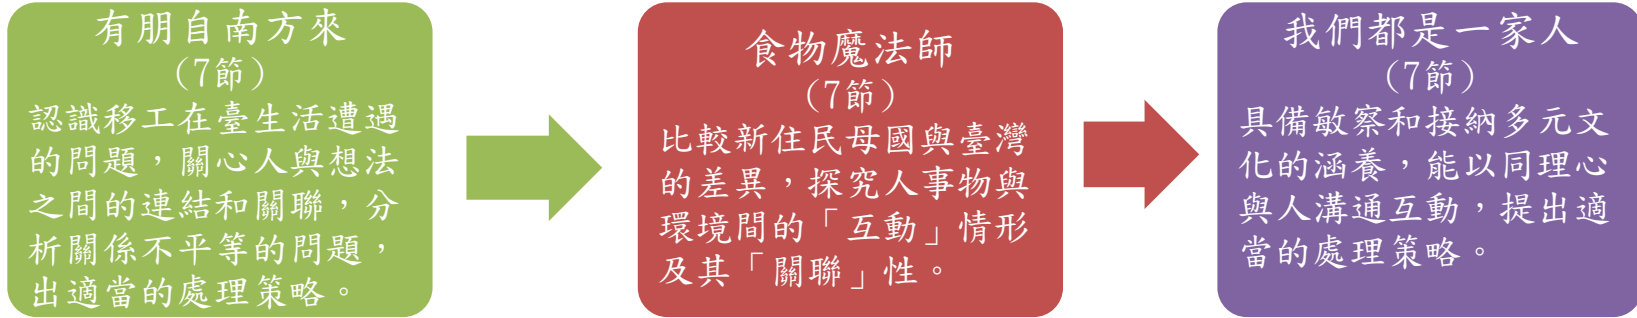 有朋自南方來
（7節）
認識移工在臺生活遭遇
的問題，關心人與想法
之間的連結和關聯，分
析關係不平等的問題，
出適當的處理策略。
食物魔法師
（7節）
比較新住民母國與臺灣
的差異，探究人事物與
環境間的「互動」情形
及其「關聯」性。
我們都是一家人
（7節）
具備敏察和接納多元文
化的涵養，能以同理心
與人溝通互動，提出適
當的處理策略。